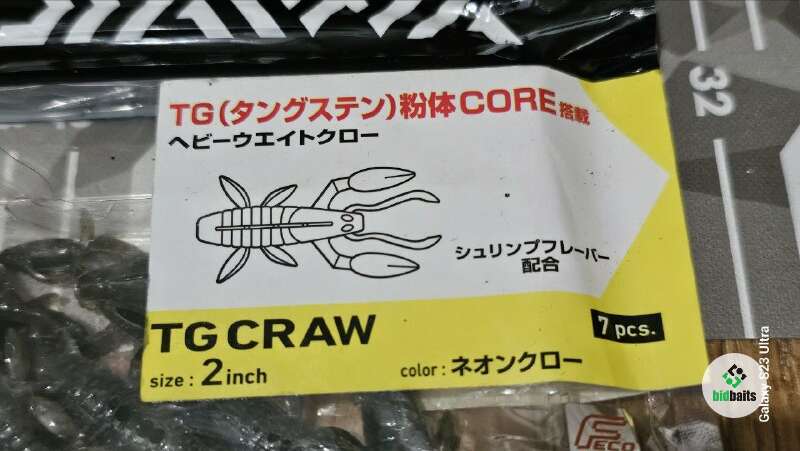 DAIWA
32
TG(タングステン)粉体CORE搭載
ヘビーウエイトクロー
シュリンプフレーバー
配合
TG CRAW
7 pcs.
size : 2inch
color : ネオンクロー
bidbaits
Galaxy S23 Ultra
FECO